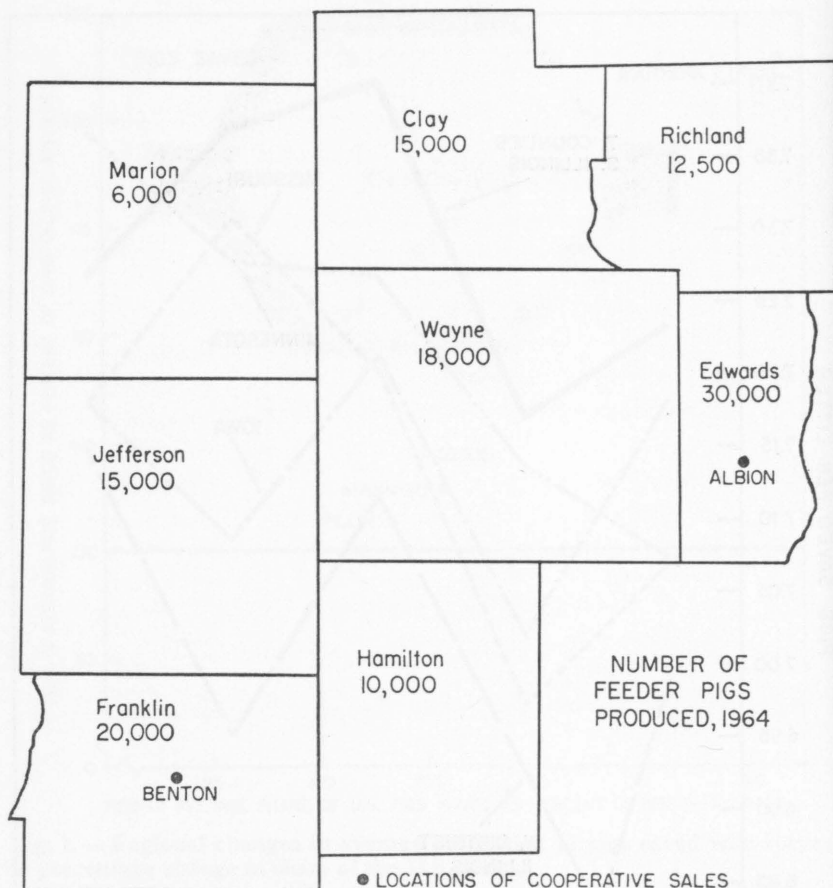 Clay
15,000
Richland
12,500
Marion
6,000
Wayne
18,000
Edwards
30,000
ALBION
Jefferson
15,000
Hamilton
10,000
NUMBER OF
FEEDER PIGS
PRODUCED, 1964
Franklin
20,000
BENTON
LOCATIONS OF COOPERATIVE SALES